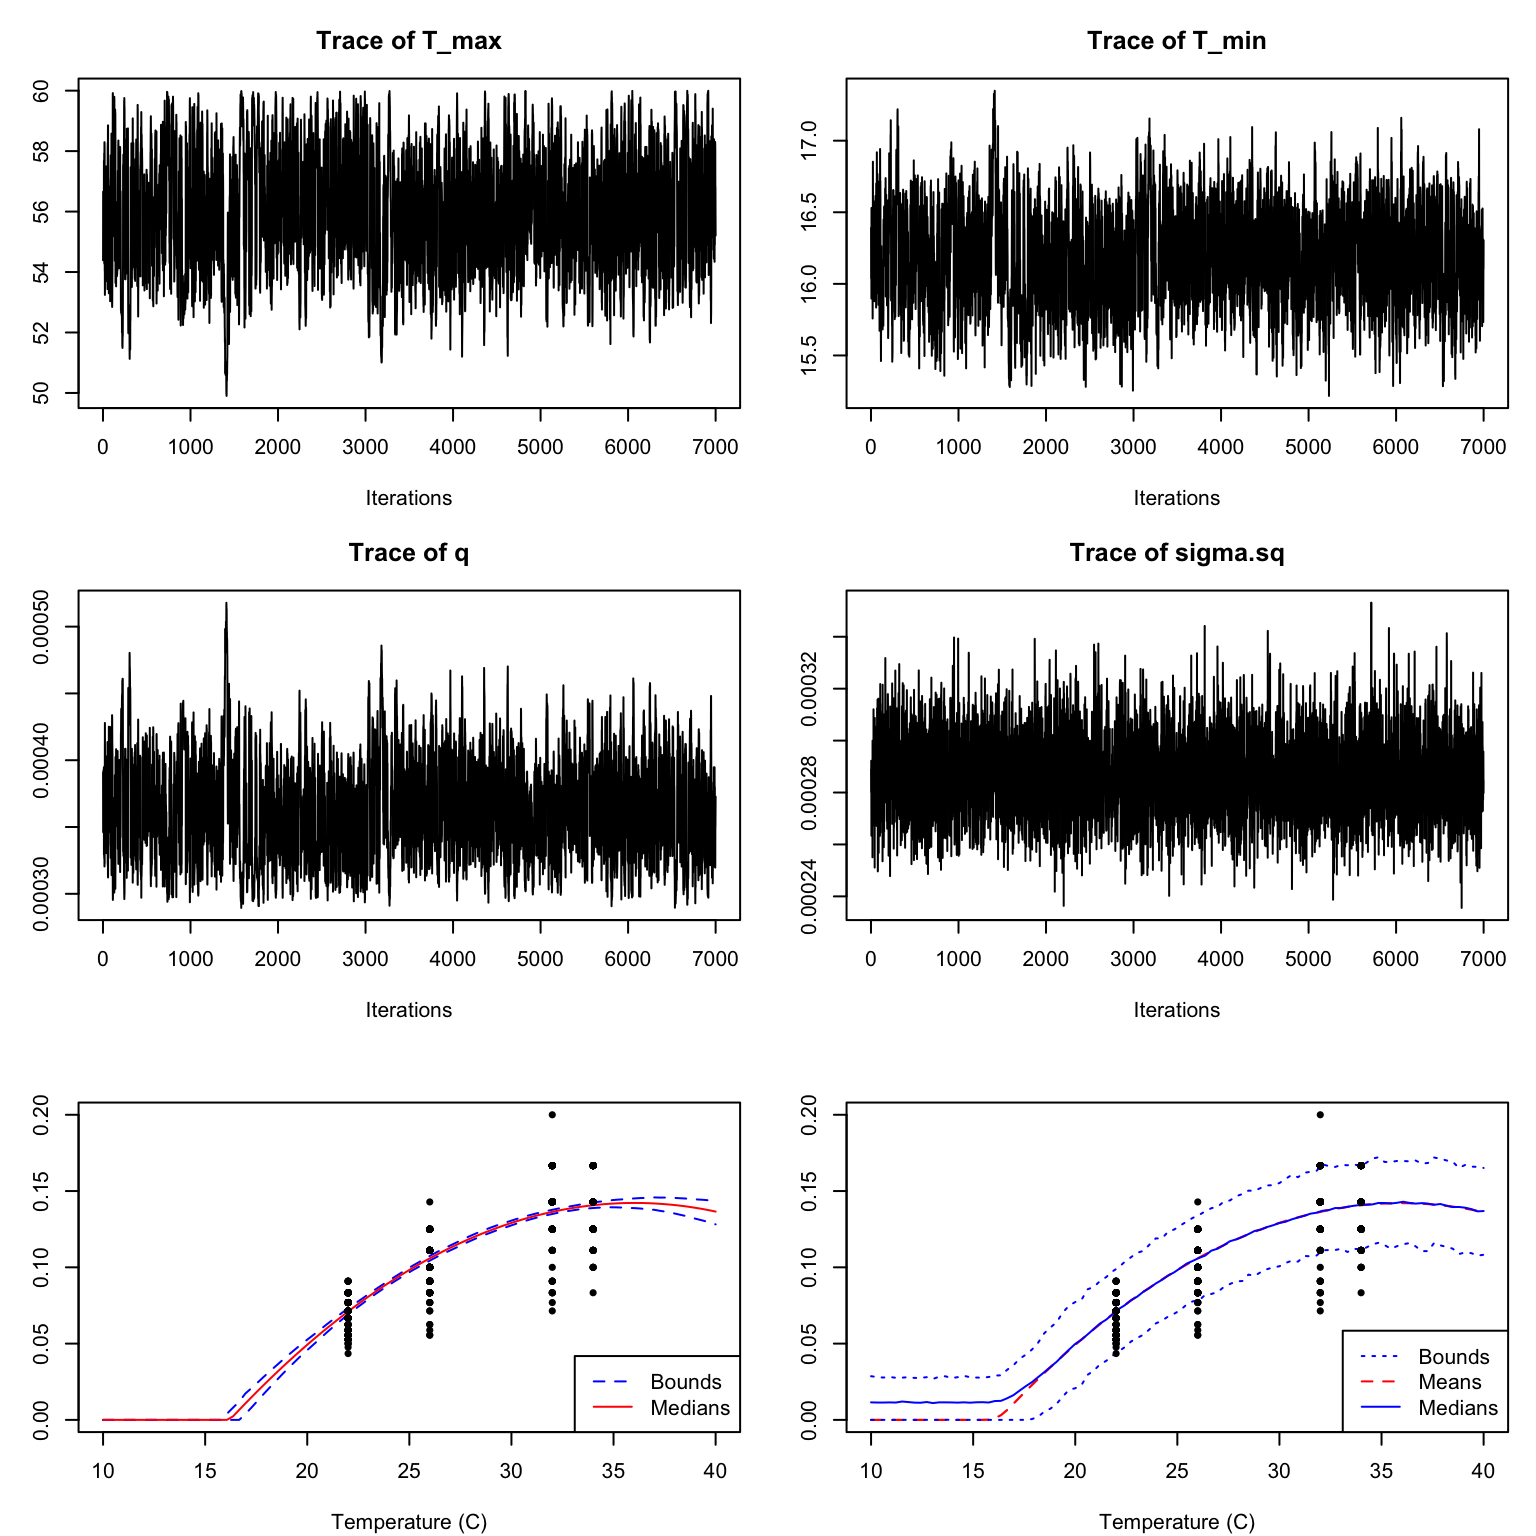 Trace of T_max
60
58
56
54
52
50
0 1000 2000 3000 4000 5000 6000 7000
Iterations
Trace of T_min
17.0
16.5
16.0
15.5
0 1000 2000 3000 4000 5000 6000 7000
Iterations
Trace of q
0.00050
0.00040
0.00030
0 1000 2000 3000 4000 5000 6000 7000
Iterations
Trace of sigma.sq
0.00032
0.00028
0.00024
0 1000 2000 3000 4000 5000 6000 7000
Iterations
0.20
0.15
0.10
0.05
0.00
Bounds
Medians
10 15 20 25 30 35 40
Temperature (C)
0.20
0.15
0.10
0.05
0.00
Bounds
Means
Medians
10 15 20 25 30 35 40
Temperature (C)